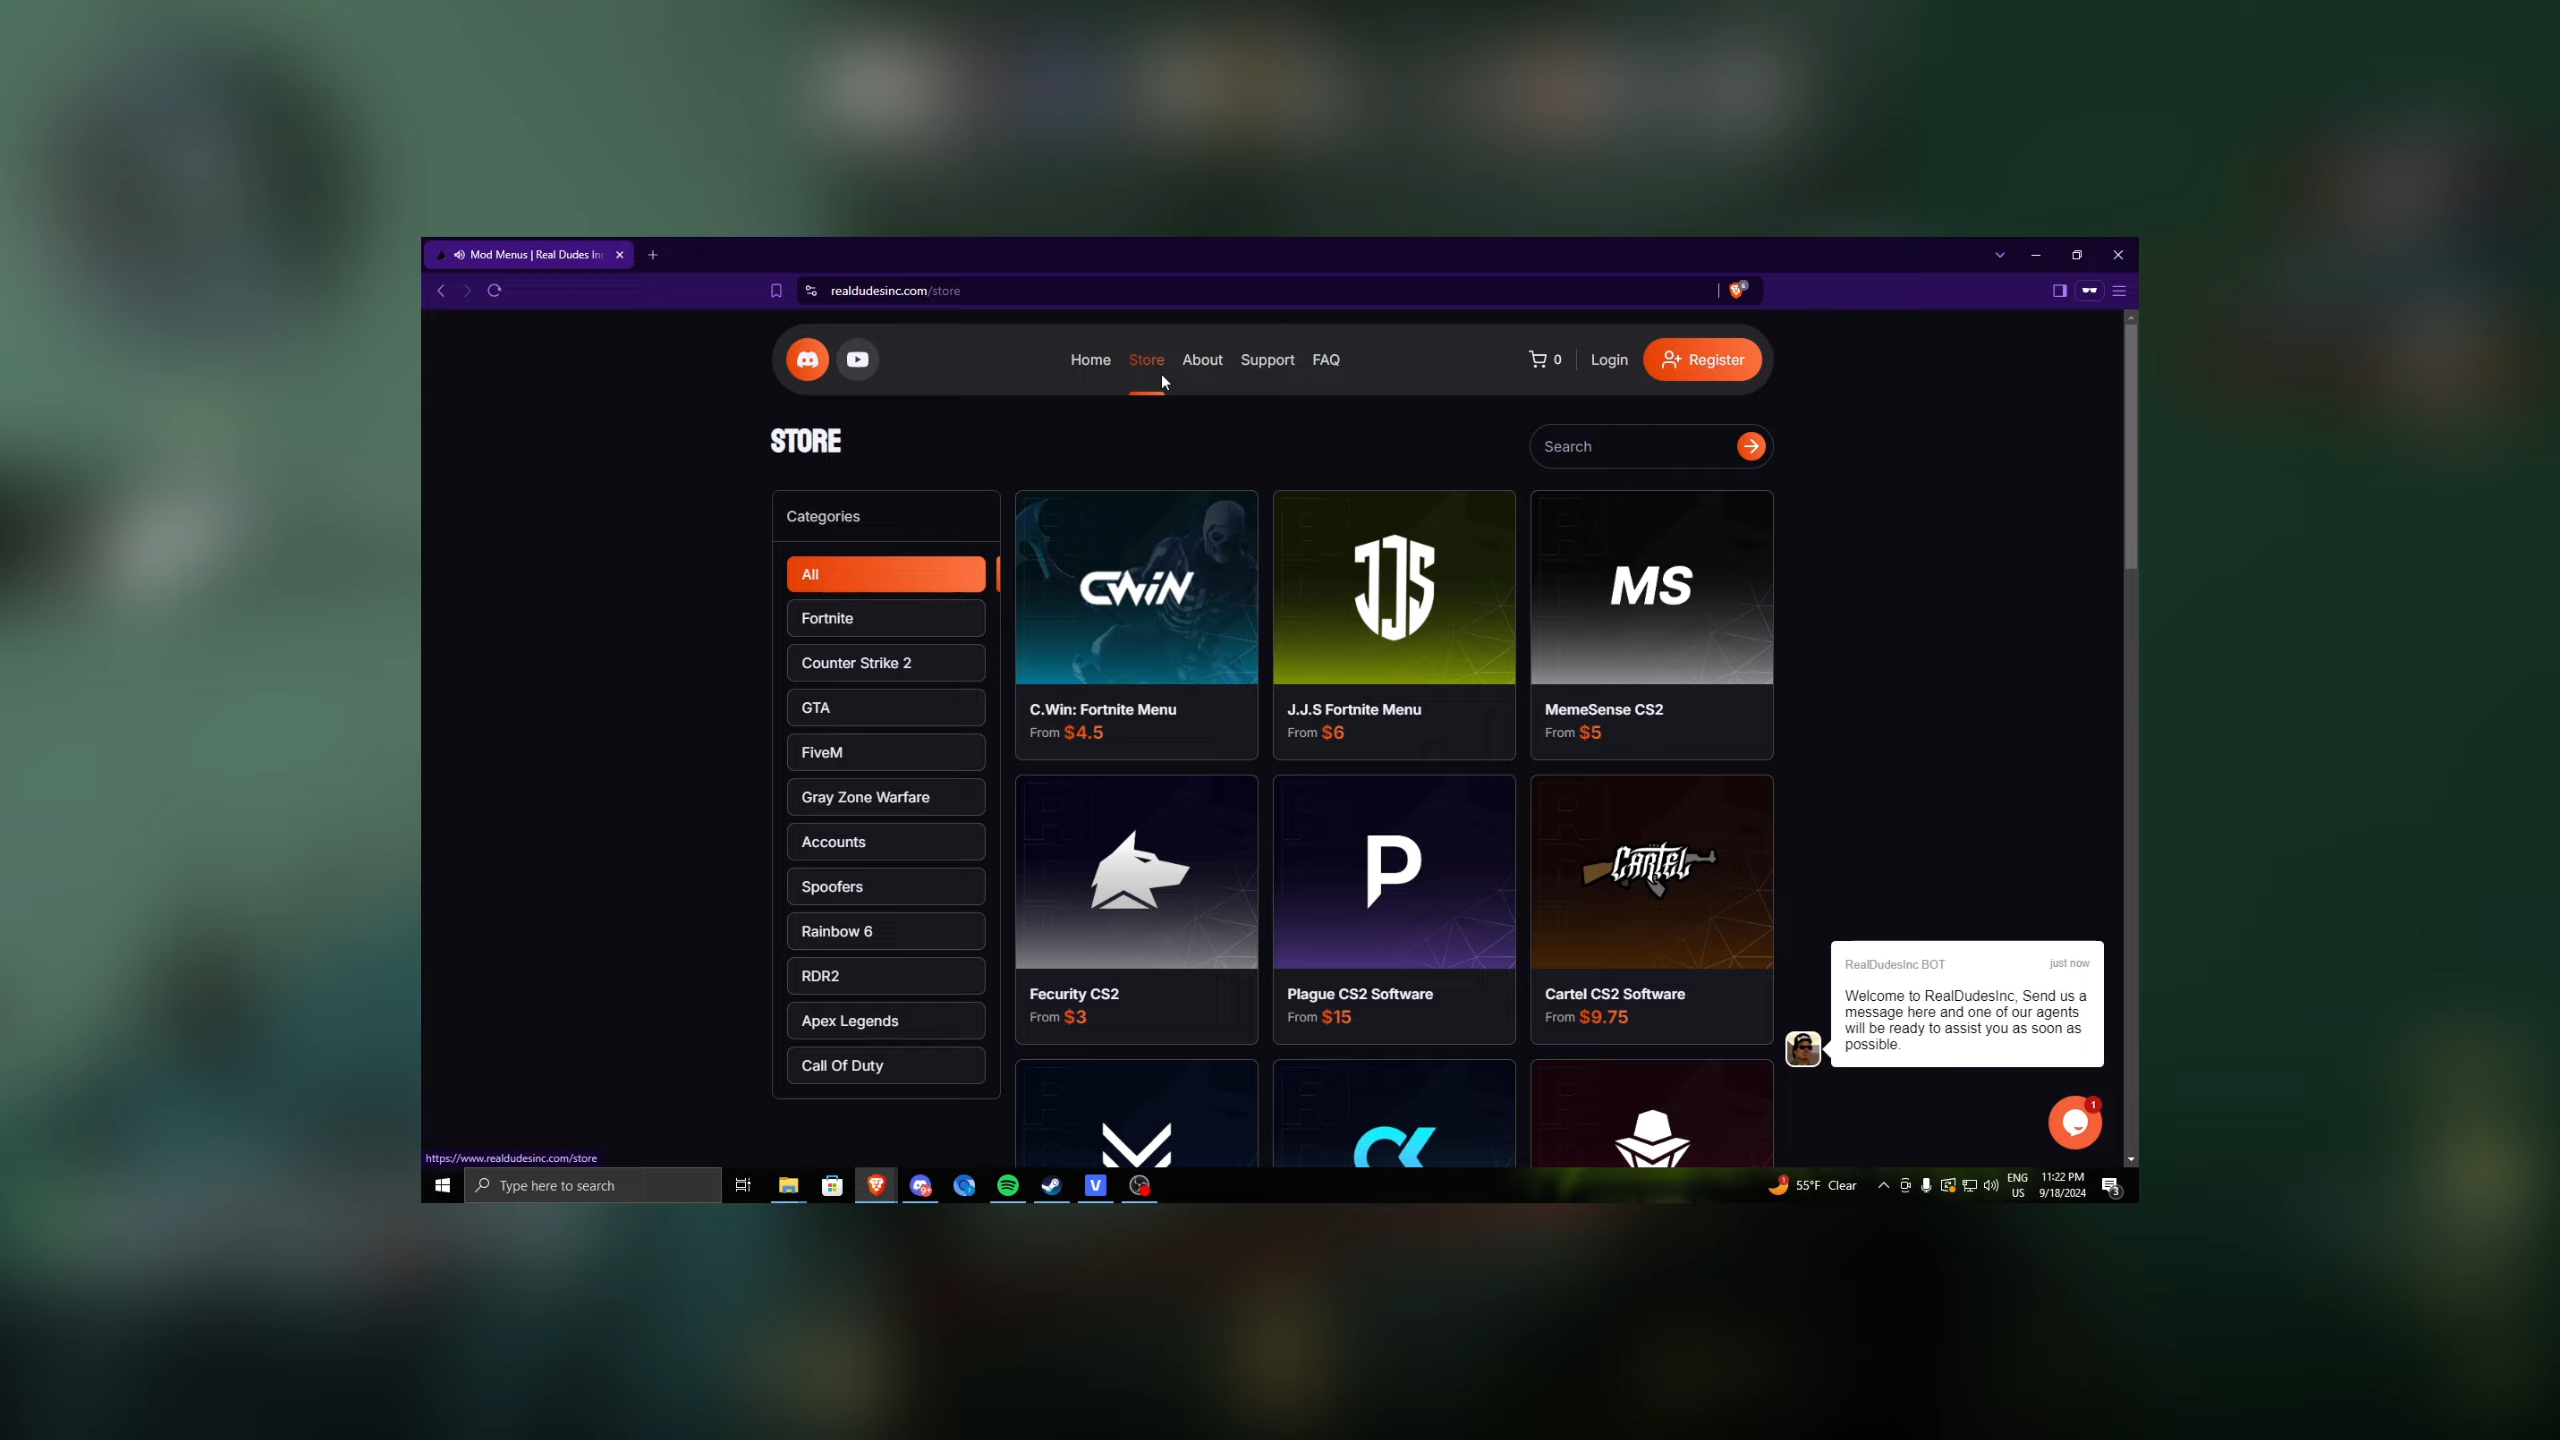 Mod Menus | Real Dudes Inc
realdudesinc.com/store
6
Home Store About Support FAQ
0
Login
Register
STORE
Search
Categories
All
Fortnite
Counter Strike 2
GTA
FiveM
Gray Zone Warfare
Accounts
Spoofers
Rainbow 6
RDR2
Apex Legends
Call Of Duty
CWiN
C.Win: Fortnite Menu
From $4.5
JJS
J.J.S Fortnite Menu
From $6
MS
MemeSense CS2
From $5
Fecurity CS2
From $3
P
Plague CS2 Software
From $15
CARTEL
Cartel CS2 Software
From $9.75
RealDudesInc BOT just now
Welcome to RealDudesInc, Send us a
message here and one of our agents
will be ready to assist you as soon as
possible.
1
https://www.realdudesinc.com/store
Type here to search
9+
V
1
55°F Clear
ENG
US
11:22 PM
9/18/2024
3